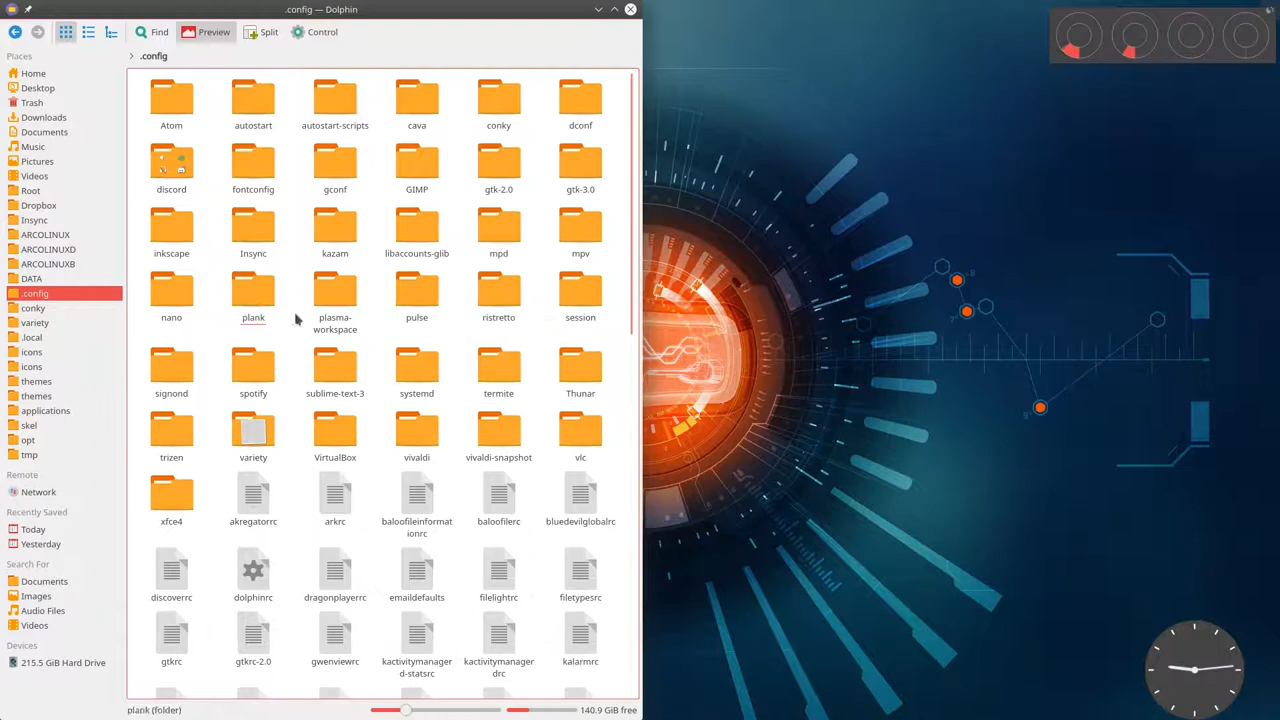 .config — Dolphin
Find
Preview
Split
Control
Places
Home
Desktop
Trash
Downloads
Documents
Music
Pictures
Videos
Root
Dropbox
Insync
ARCOLINUX
ARCOLINUXD
ARCOLINUXB
DATA
.config
conky
variety
.local
icons
icons
themes
themes
applications
skel
opt
tmp
Remote
Network
Recently Saved
Today
Yesterday
Search For
Documents
Images
Audio Files
Videos
Devices
215.5 GiB Hard Drive
.config
Atom autostart autostart-scripts cava conky dconf
discord fontconfig gconf GIMP gtk-2.0 gtk-3.0
inkscape Insync kazam libaccounts-glib mpd mpv
nano plank plasma-workspace pulse ristretto session
signond spotify sublime-text-3 systemd termite Thunar
trizen variety VirtualBox vivaldi vivaldi-snapshot vlc
xfce4 akregatorrc arkrc baloofileinformationrc baloofilerc bluedevilglobalrc
discoverrc dolphinrc dragonplayerrc emaildefaults filelightrc filetypesrc
gtkrc gtkrc-2.0 gwenviewrc kactivitymanagerd-statsrc kactivitymanagerdrc kalarmrc
plank (folder)
140.9 GiB free